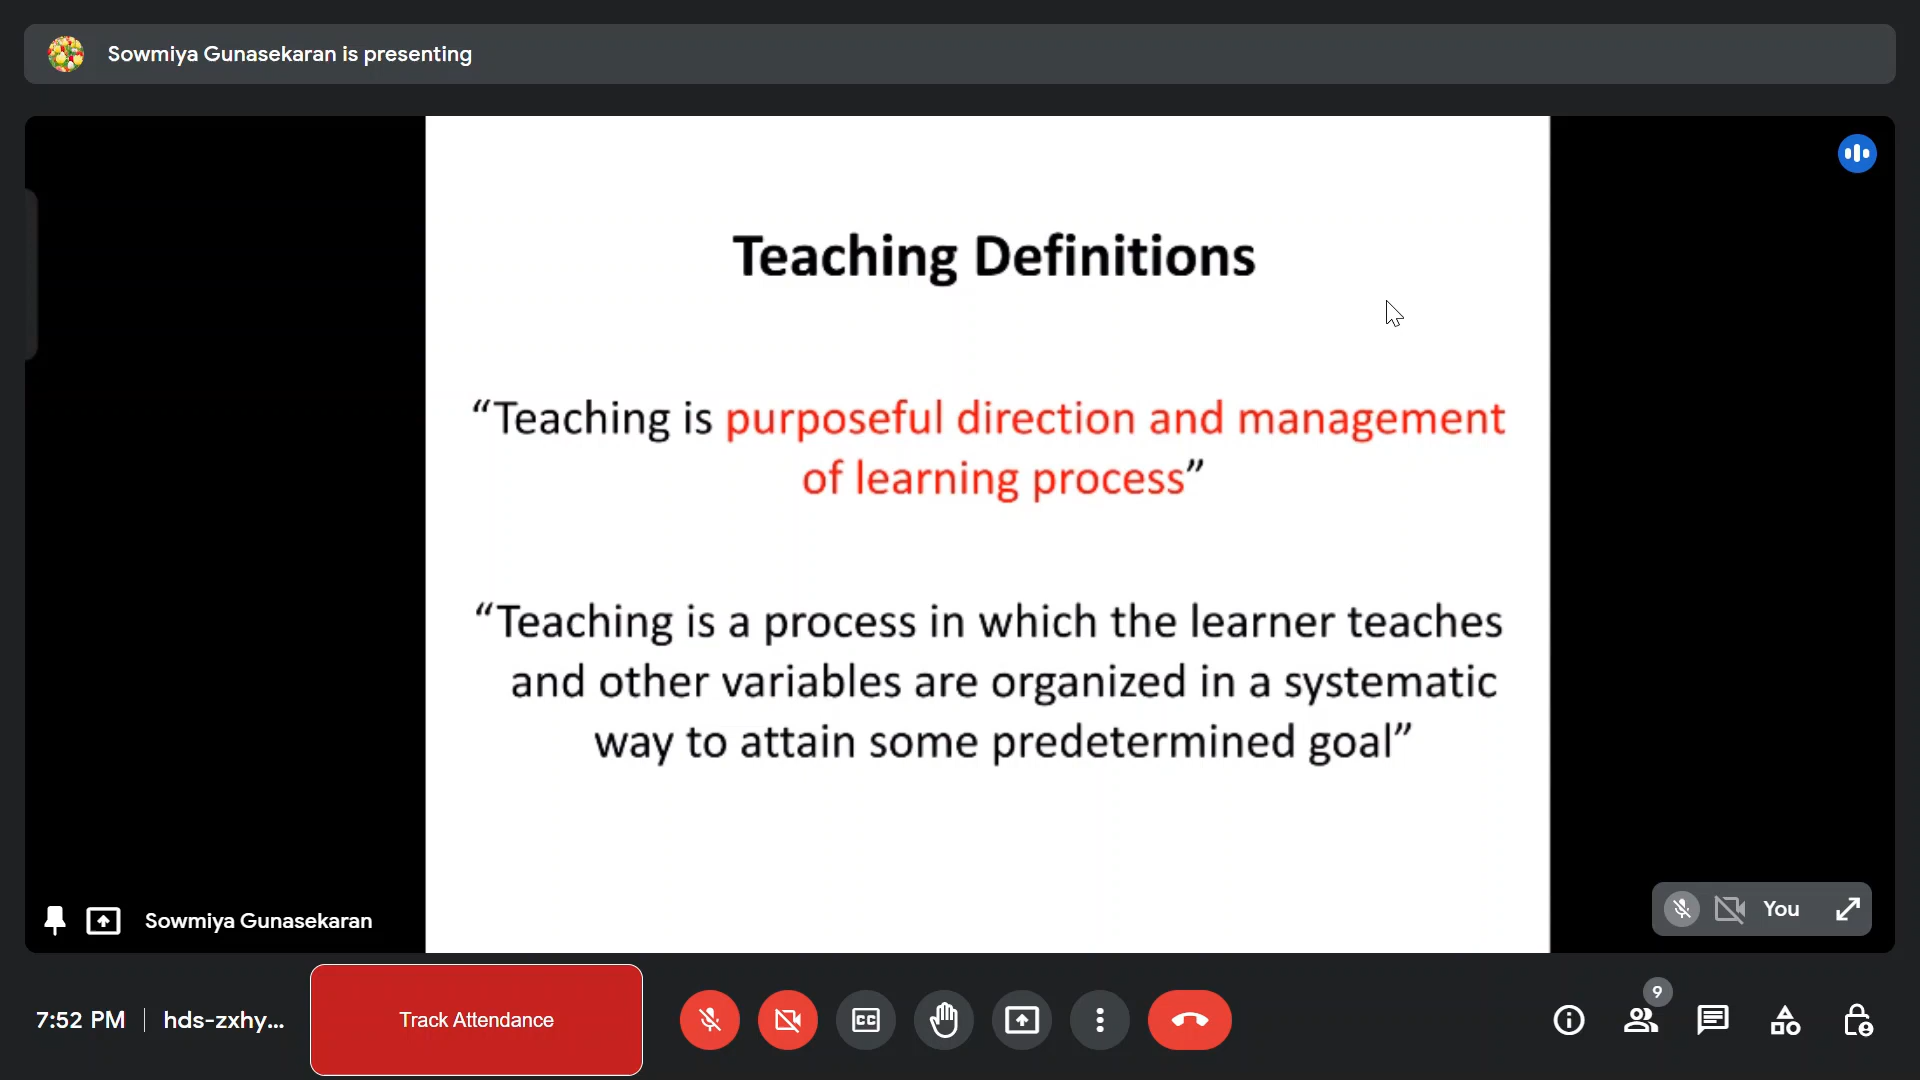 Sowmiya Gunasekaran is presenting
Teaching Definitions
“Teaching is purposeful direction and management
of learning process”
“Teaching is a process in which the learner teaches
and other variables are organized in a systematic
way to attain some predetermined goal”
Sowmiya Gunasekaran
You
7:52 PM
hds-zxhy...
Track Attendance
CC
9